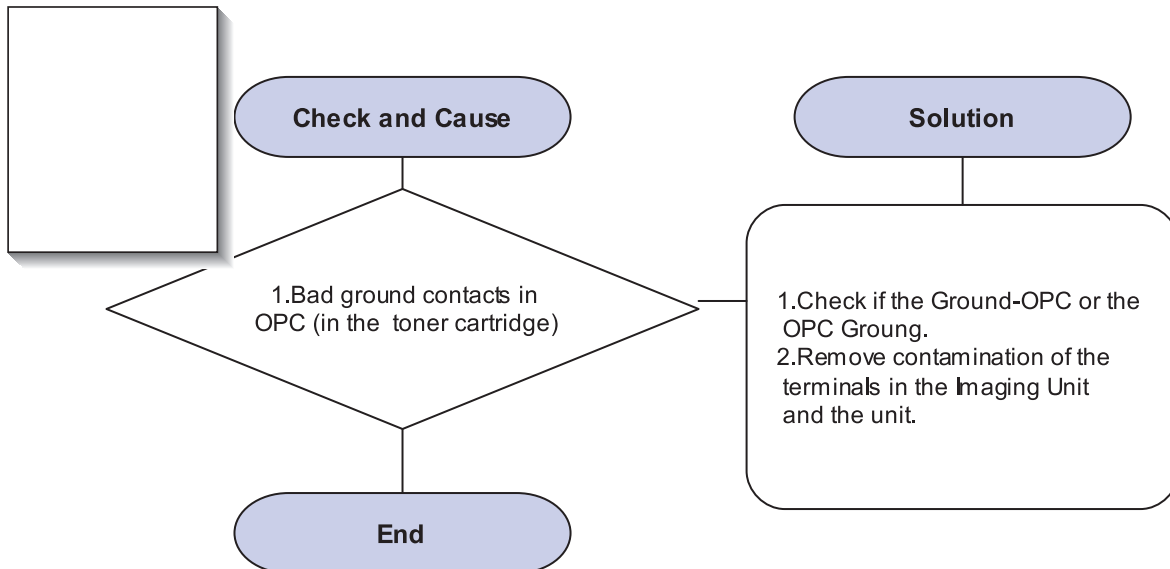 Check and Cause
Solution
1.Bad ground contacts in
OPC (in the toner cartridge)
1.Check if the Ground-OPC or the
OPC Groung.
2.Remove contamination of the
terminals in the Imaging Unit
and the unit.
End